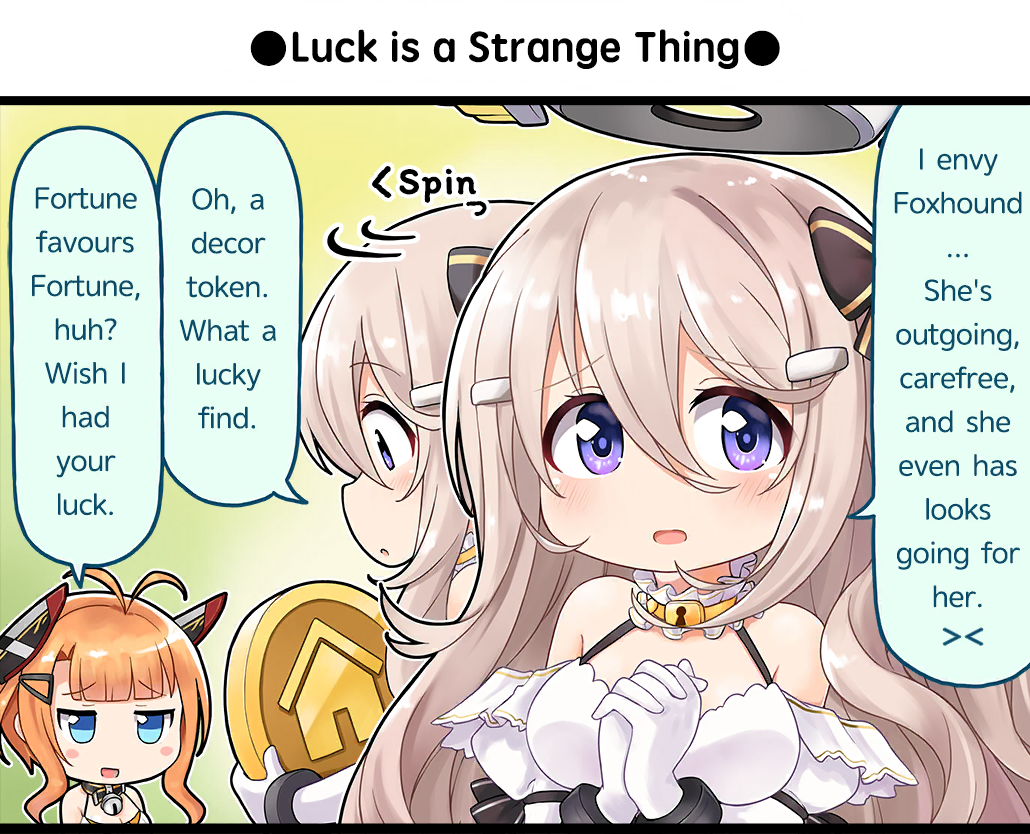 ●Luck is a Strange Thing●
I envy
Foxhound
...
She's
outgoing,
carefree,
and she
even has
looks
going for
her.
><
<Spin
Oh, a
decor
token.
What a
lucky
find.
Fortune
favours
Fortune,
huh?
Wish I
had
your
luck.